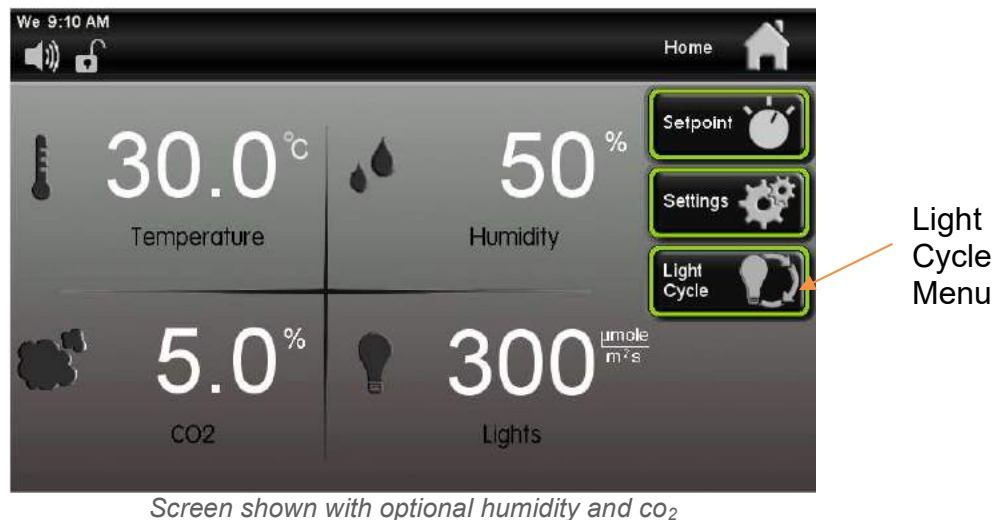 We 9:10 AM
Home
30.0 °C
Temperature
50 %
Humidity
Setpoint
Settings
Light
Cycle
5.0 %
CO2
300 µmole
m²s
Lights
Light
Cycle
Menu
Screen shown with optional humidity and co₂